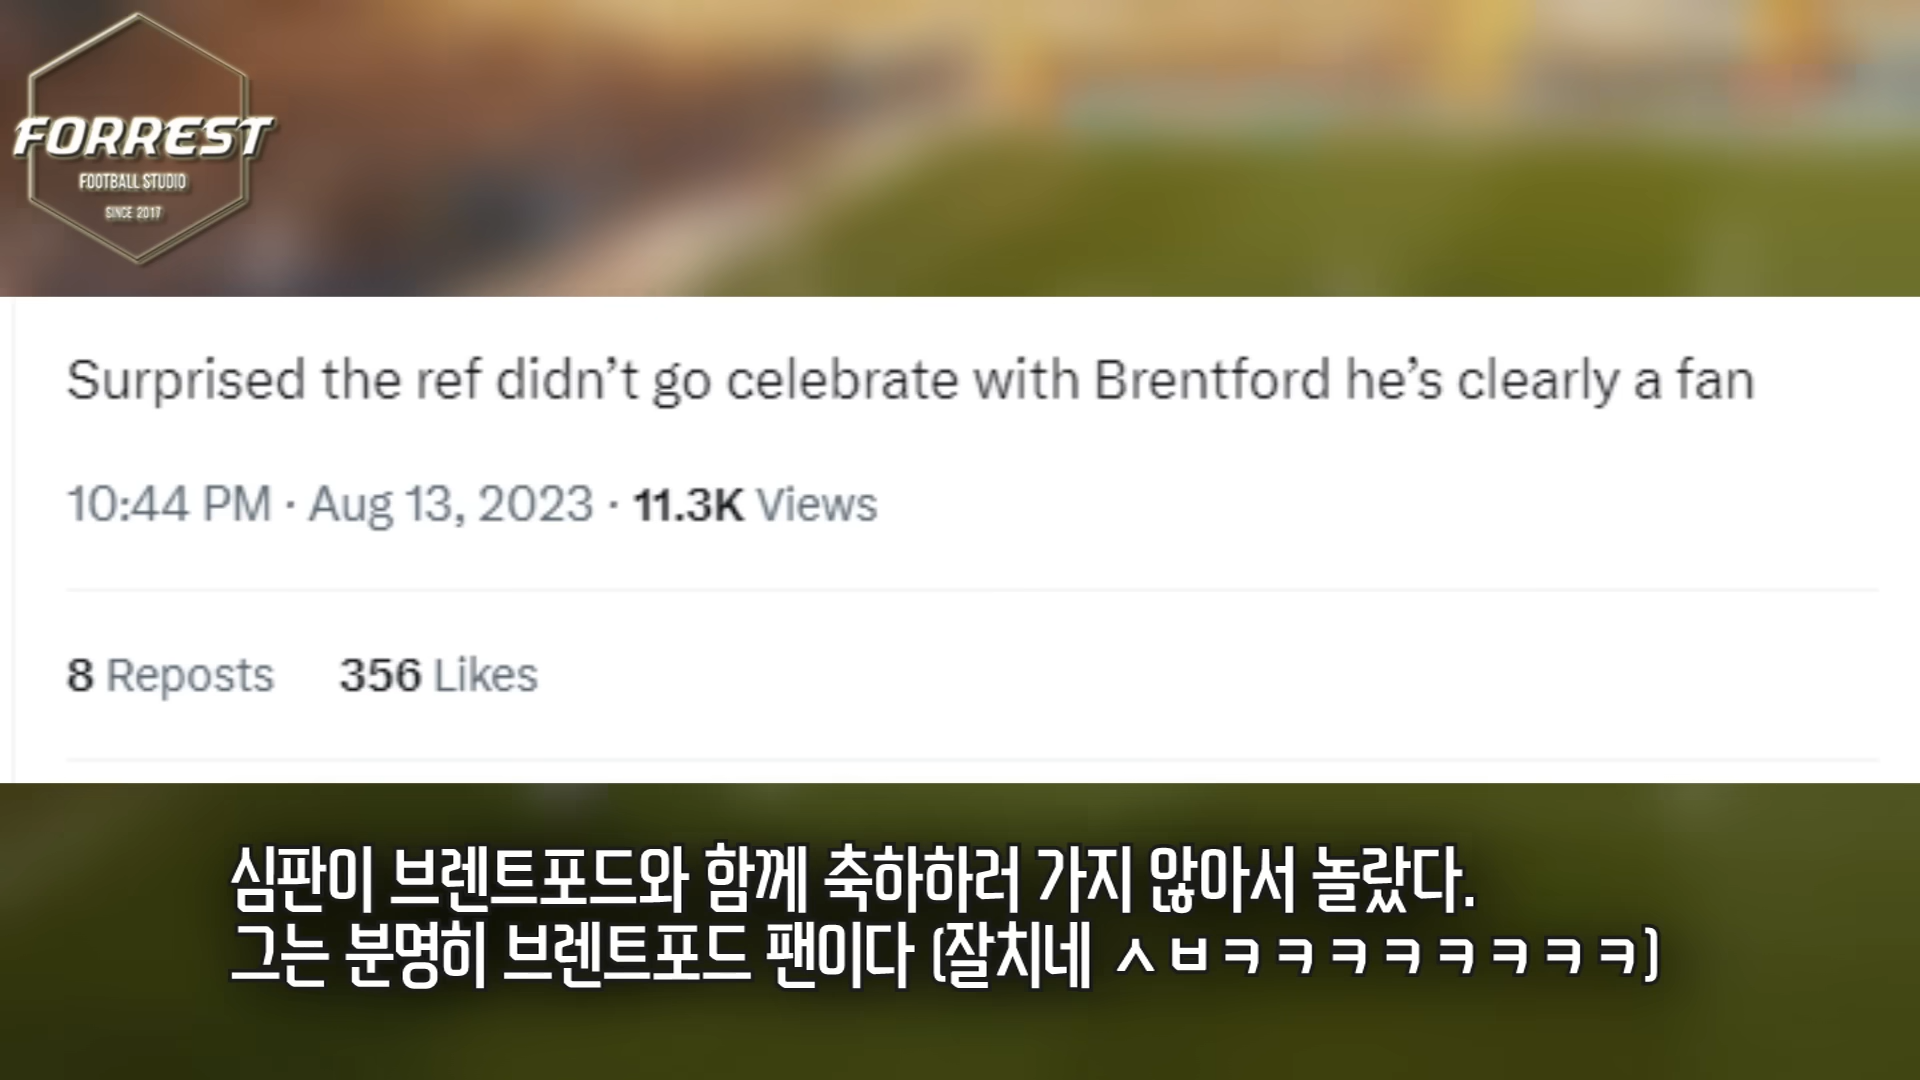 FORREST
FOOTBALL STUDIO
SINCE 2017
Surprised the ref didn’t go celebrate with Brentford he’s clearly a fan
10:44 PM · Aug 13, 2023 · 11.3K Views
8 Reposts 356 Likes
심판이 브렌트포드와 함께 축하하러 가지 않아서 놀랐다.
그는 분명히 브렌트포드 팬이다 (잘치네 ㅅㅂㅋㅋㅋㅋㅋㅋㅋㅋ)